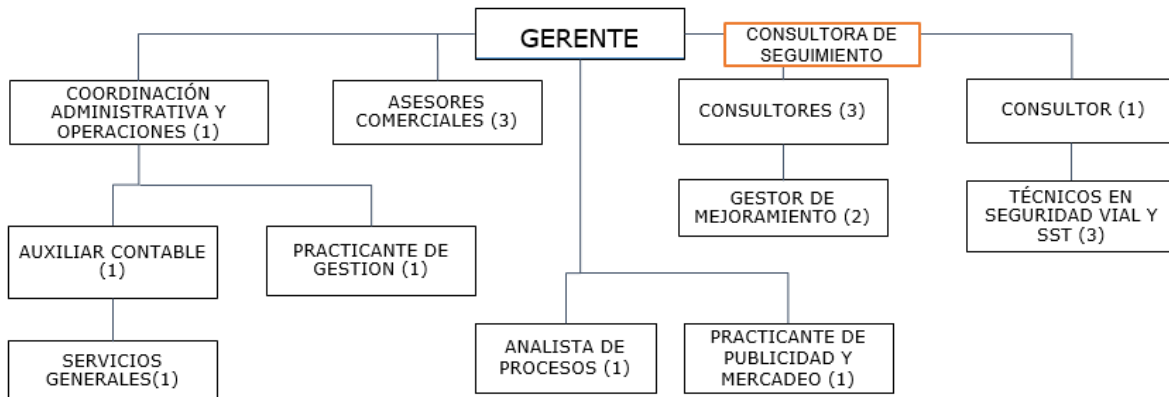 GERENTE
CONSULTORA DE
SEGUIMIENTO
COORDINACIÓN
ADMINISTRATIVA Y
OPERACIONES (1)
ASESORES
COMERCIALES (3)
CONSULTORES (3)
CONSULTOR (1)
GESTOR DE
MEJORAMIENTO (2)
TÉCNICOS EN
SEGURIDAD VIAL Y
SST (3)
AUXILIAR CONTABLE
(1)
PRACTICANTE DE
GESTION (1)
ANALISTA DE
PROCESOS (1)
PRACTICANTE DE
PUBLICIDAD Y
MERCADEO (1)
SERVICIOS
GENERALES(1)